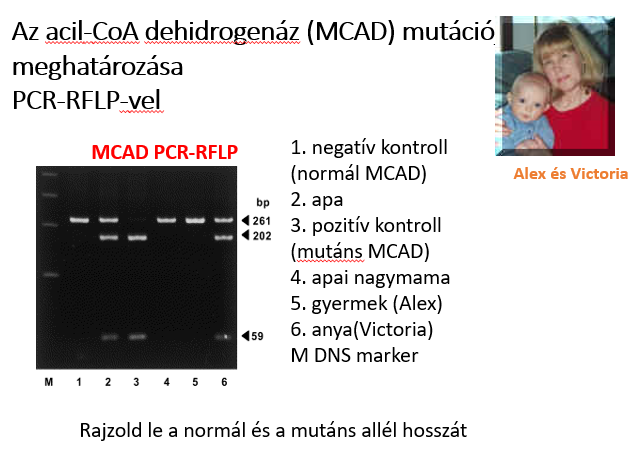 Az acil-CoA dehidrogenáz (MCAD) mutáció
meghatározása
PCR-RFLP-vel
Alex és Victoria
MCAD PCR-RFLP
bp
261
202
59
M 1 2 3 4 5 6
1. negatív kontroll
(normál MCAD)
2. apa
3. pozitív kontroll
(mutáns MCAD)
4. apai nagymama
5. gyermek (Alex)
6. anya(Victoria)
M DNS marker
Rajzold le a normál és a mutáns allél hosszát